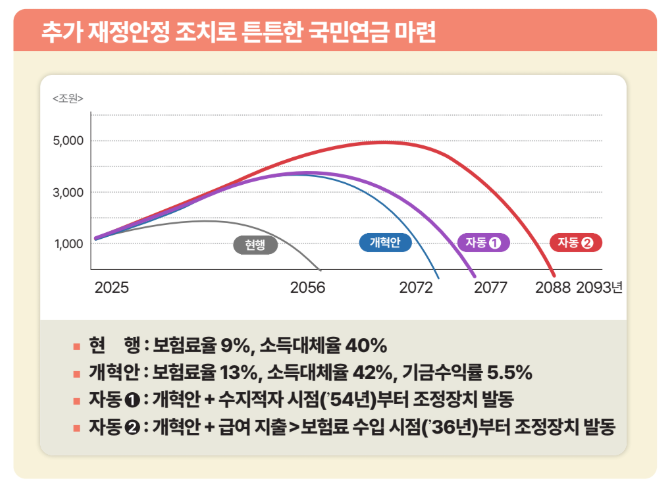 추가 재정안정 조치로 튼튼한 국민연금 마련
<조원>
5,000
3,000
1,000
현행
개혁안
자동 ❶
자동 ❷
2025 2056 2072 2077 2088 2093년
■ 현 행 : 보험료율 9%, 소득대체율 40%
■ 개혁안 : 보험료율 13%, 소득대체율 42%, 기금수익률 5.5%
■ 자동 ❶ : 개혁안 + 수지적자 시점(`54년)부터 조정장치 발동
■ 자동 ❷ : 개혁안 + 급여 지출>보험료 수입 시점(`36년)부터 조정장치 발동